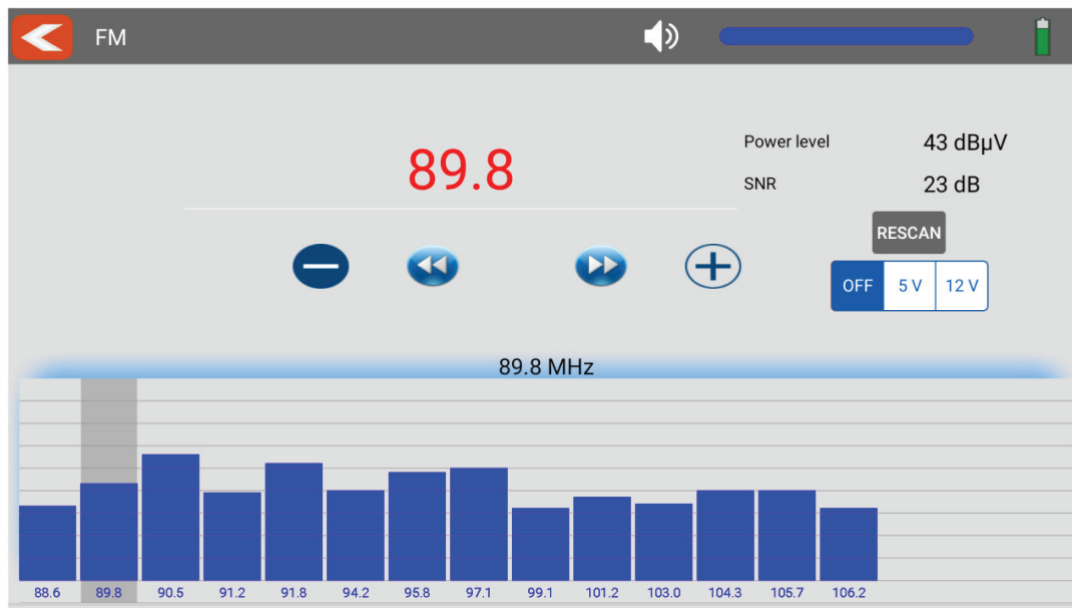 FM
89.8
Power level 43 dBµV
SNR 23 dB
RESCAN
OFF 5 V 12 V
89.8 MHz
88.6 89.8 90.5 91.2 91.8 94.2 95.8 97.1 99.1 101.2 103.0 104.3 105.7 106.2